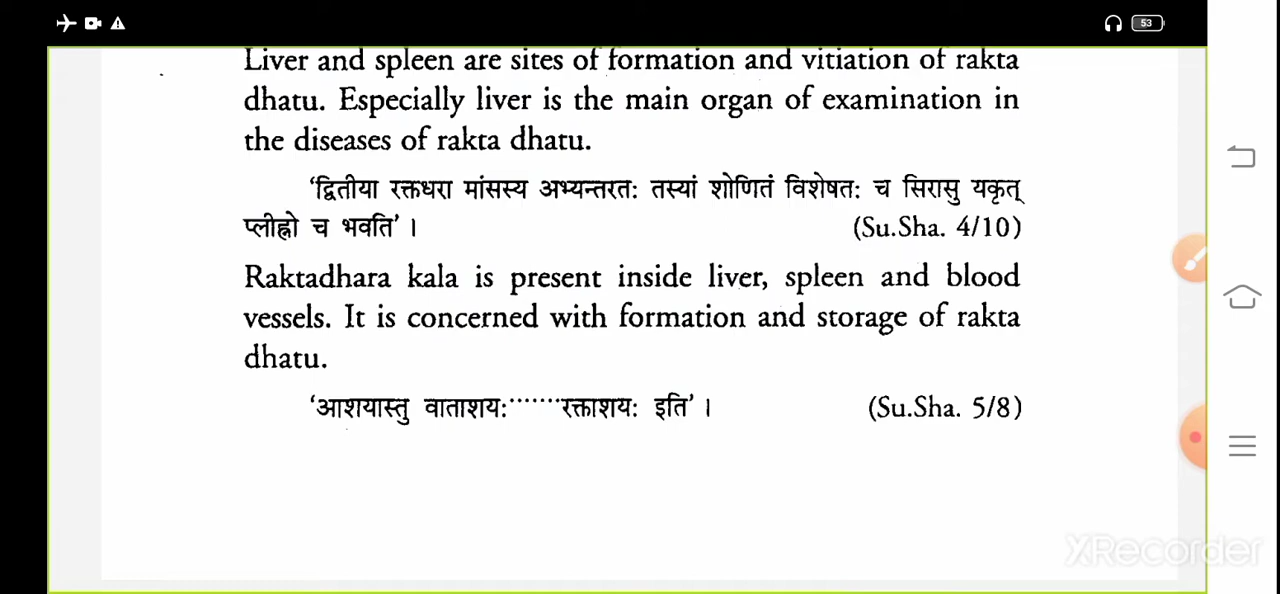 53
Liver and spleen are sites of formation and vitiation of rakta
dhatu. Especially liver is the main organ of examination in
the diseases of rakta dhatu.
‘द्वितीया रक्तधरा मांसस्य अभ्यन्तरतः तस्यां शोणितं विशेषतः च सिरासु यकृत्
प्लीह्नो च भवति’ ।	(Su.Sha. 4/10)
Raktadhara kala is present inside liver, spleen and blood
vessels. It is concerned with formation and storage of rakta
dhatu.
‘आशयास्तु वाताशयः·······रक्ताशयः इति’ ।	(Su.Sha. 5/8)
XRecorder